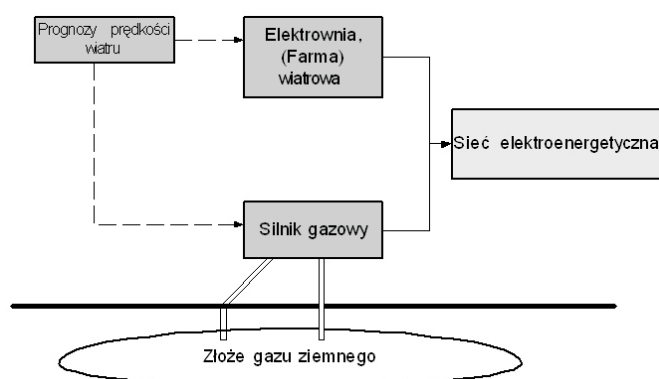 Prognozy prędkości
wiatru
Elektrownia,
(Farma)
wiatrowa
Sieć elektroenergetyczna
Silnik gazowy
Złoże gazu ziemnego